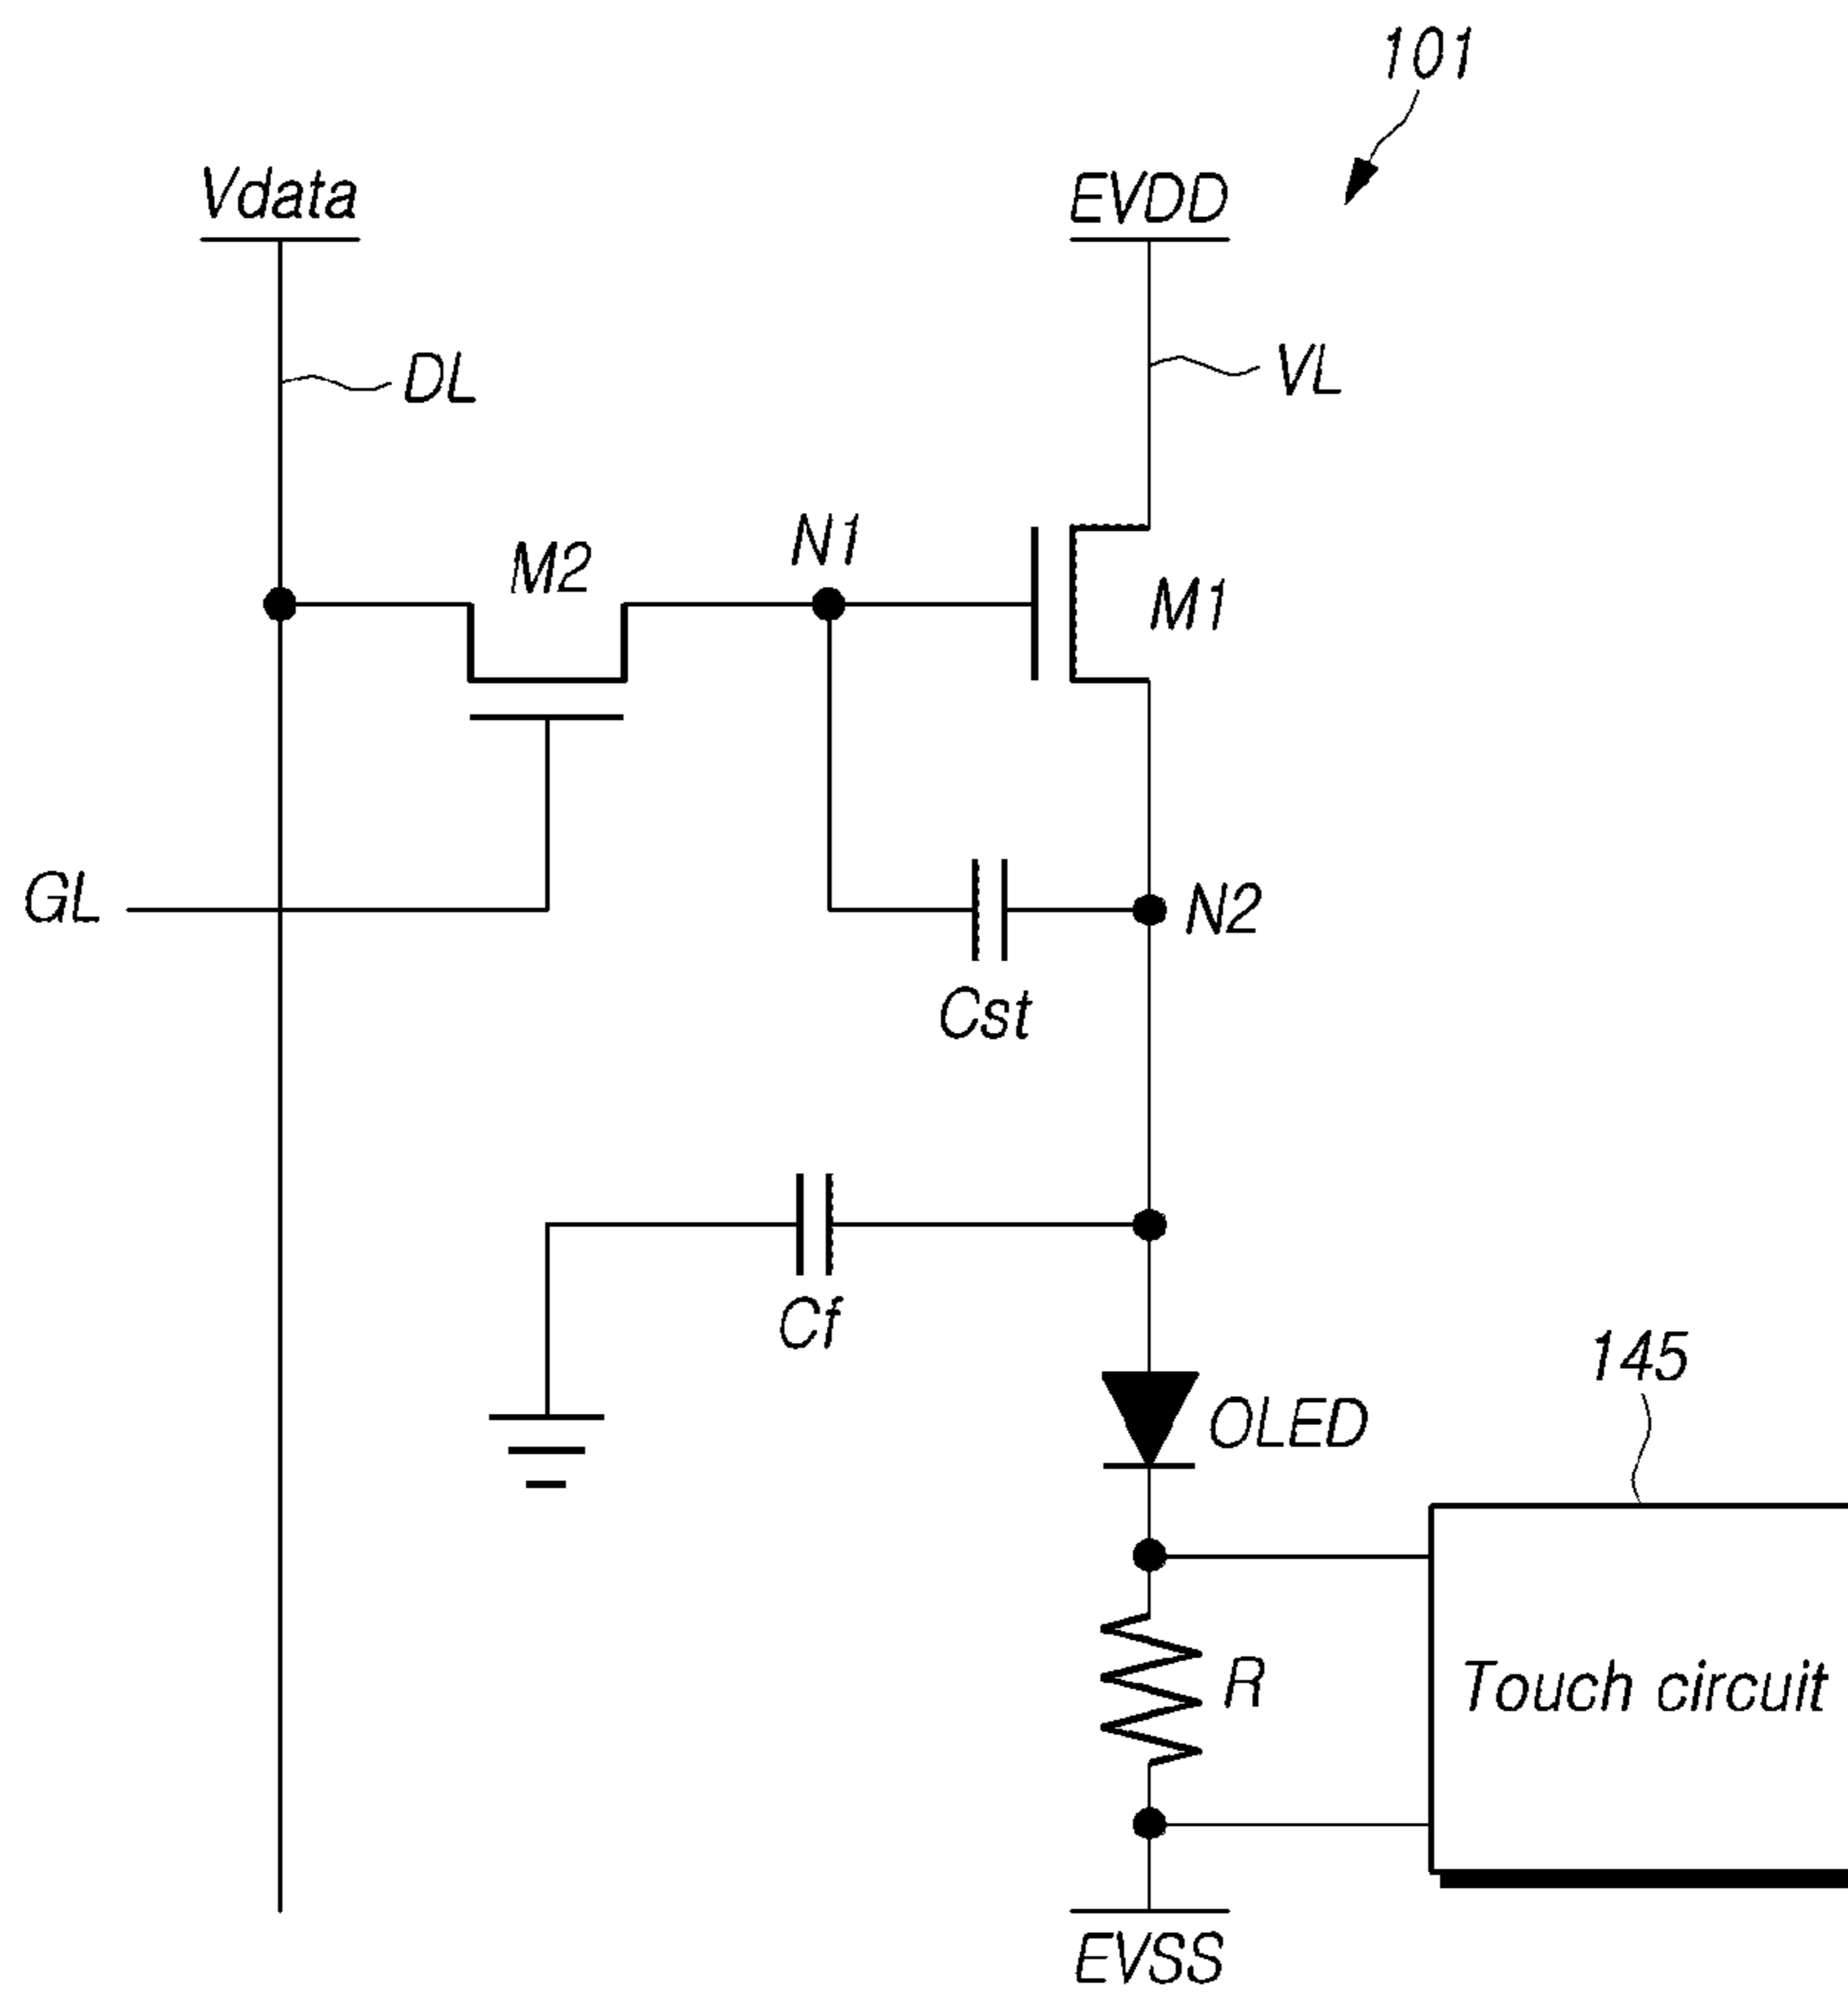 101
Vdata
EVDD
DL
VL
M2
N1
M1
GL
N2
Cst
Cf
145
OLED
R
Touch circuit
EVSS